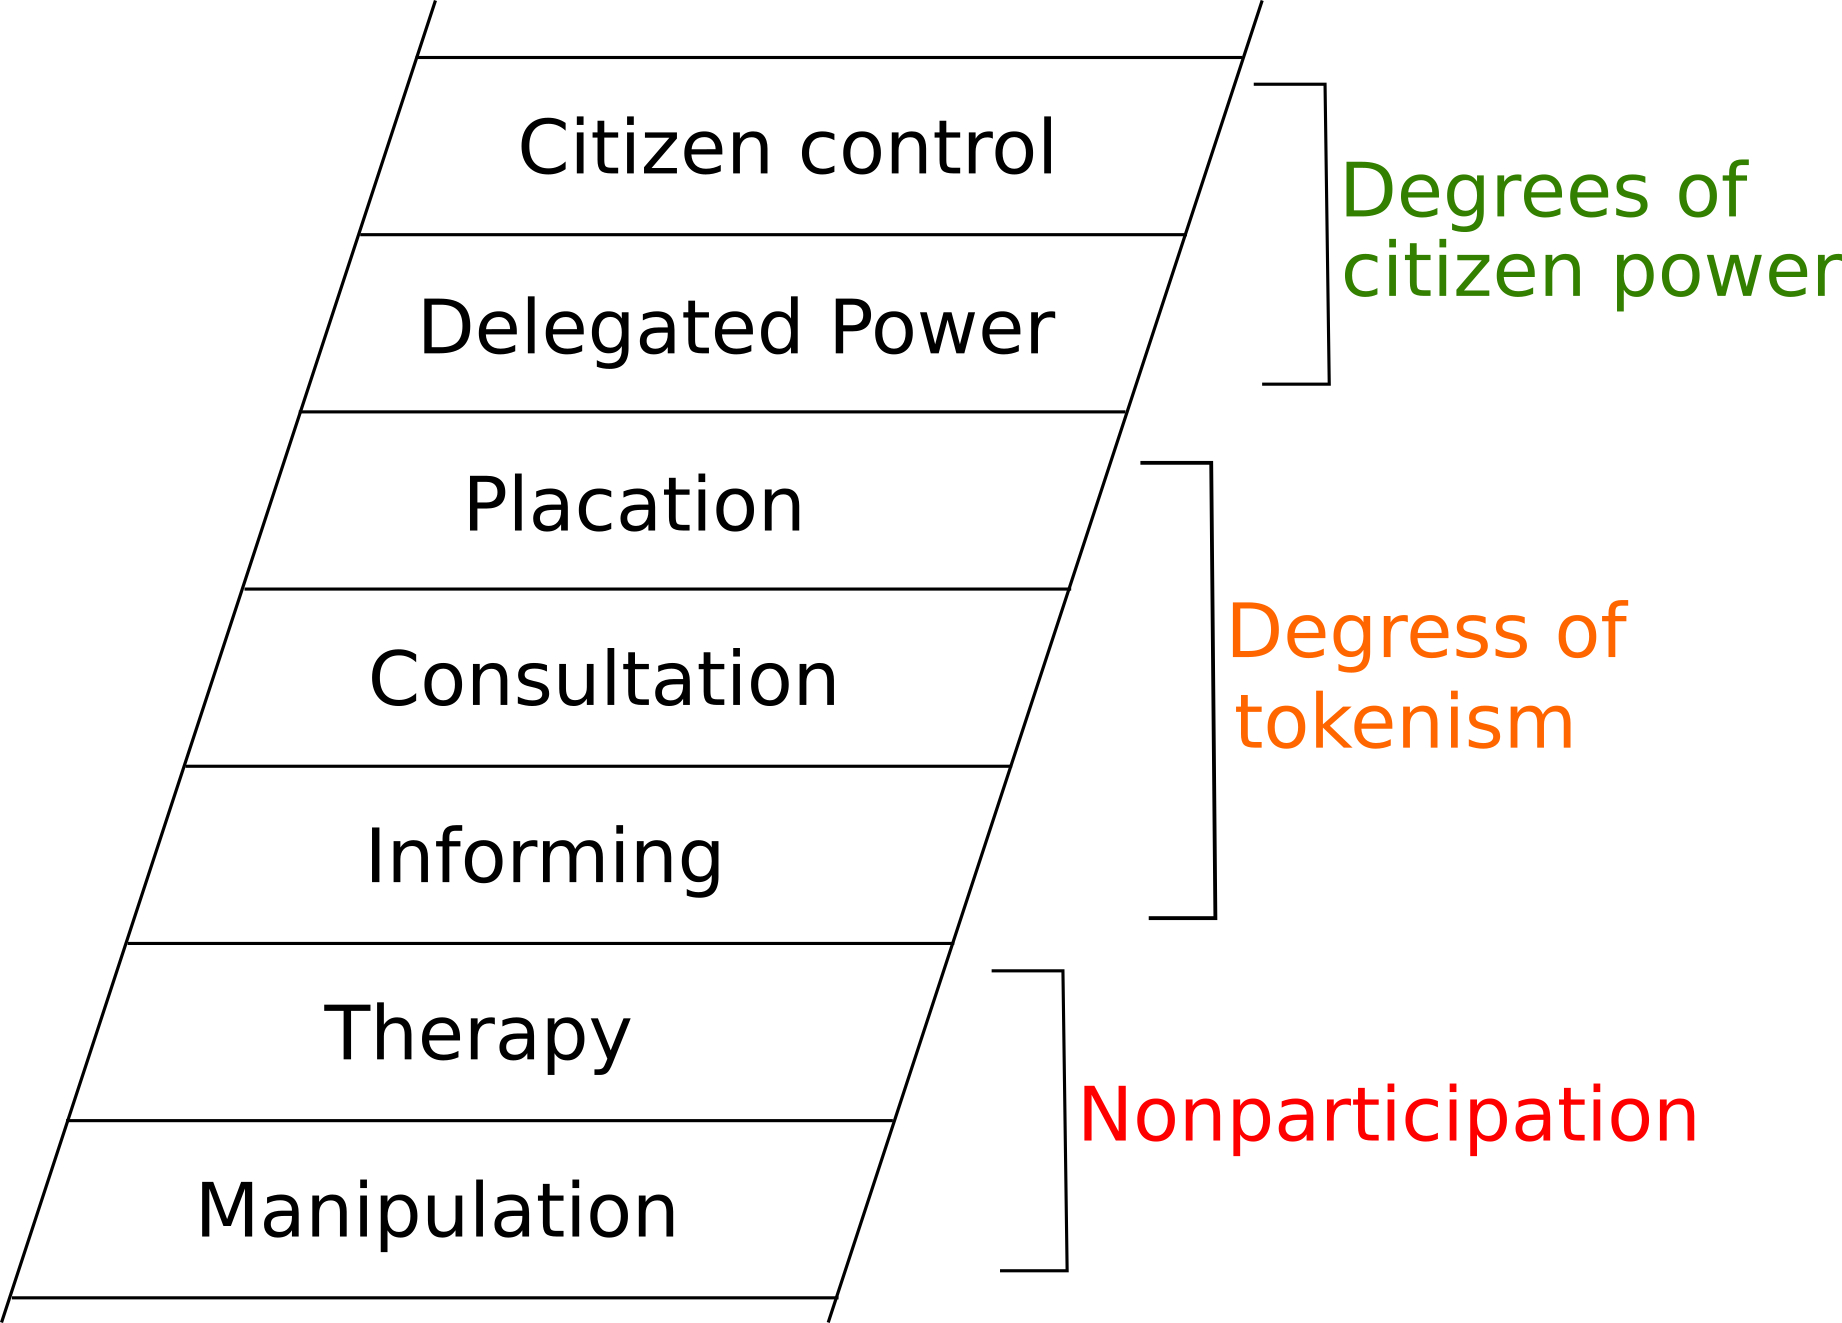 Citizen control
Delegated Power
Placation
Consultation
Informing
Therapy
Manipulation
Degrees of
citizen power
Degress of
tokenism
Nonparticipation